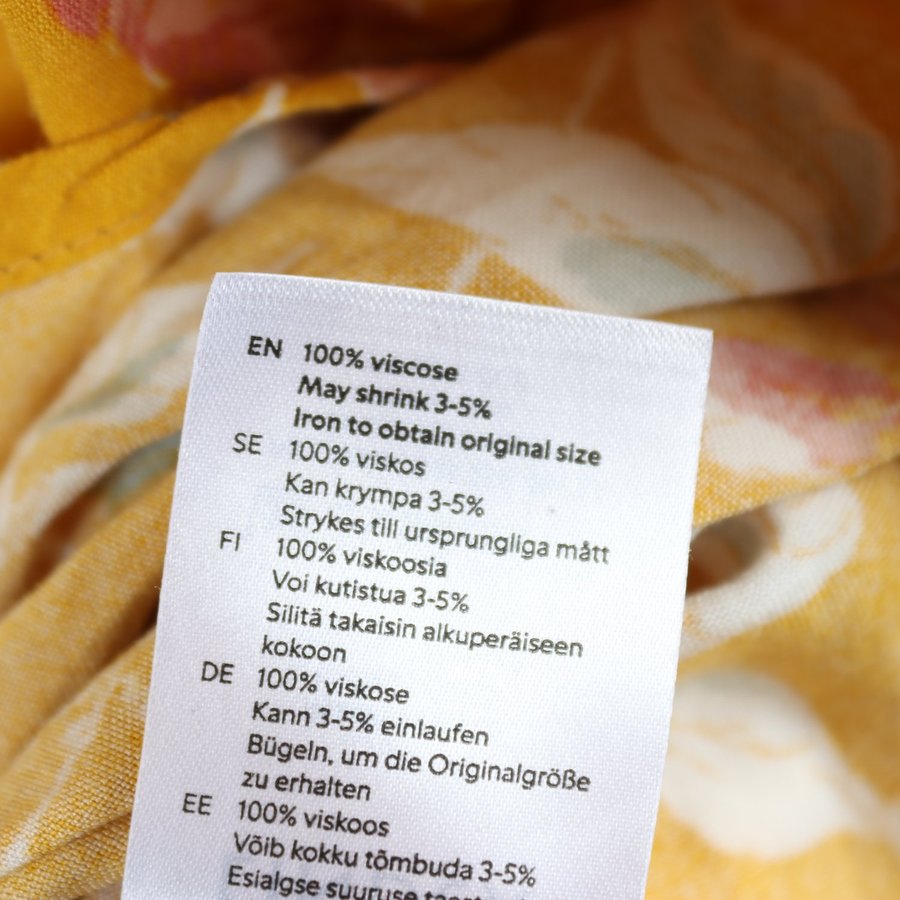 EN 100% viscose
May shrink 3-5%
Iron to obtain original size
SE 100% viskos
Kan krympa 3-5%
Strykes till ursprungliga mått
FI 100% viskoosia
Voi kutistua 3-5%
Silitä takaisin alkuperäiseen
kokoon
DE 100% viskose
Kann 3-5% einlaufen
Bügeln, um die Originalgröße
zu erhalten
EE 100% viskoos
Võib kokku tõmbuda 3-5%
Esialgse suuruse